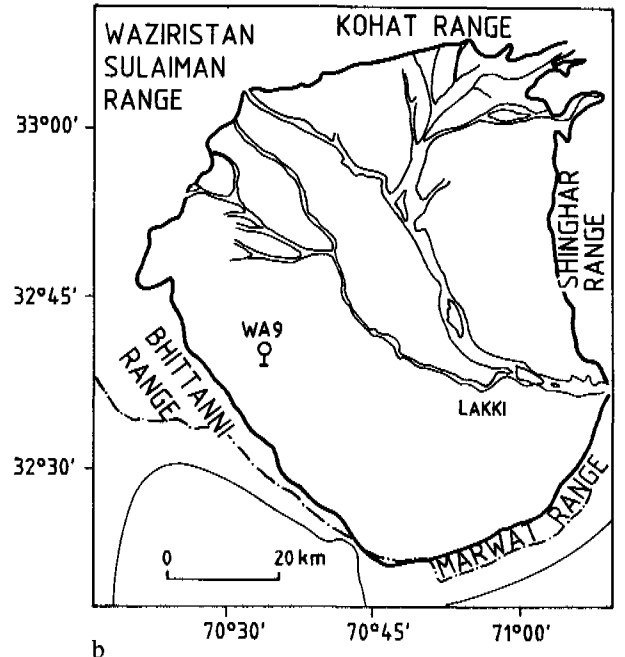 WAZIRISTAN
SULAIMAN
RANGE
KOHAT RANGE
33°00'
SHINGHAR
RANGE
32°45'
WA9
BHITTANNI
RANGE
LAKKI
32°30'
MARWAT RANGE
0 20 km
70°30' 70°45' 71°00'
b